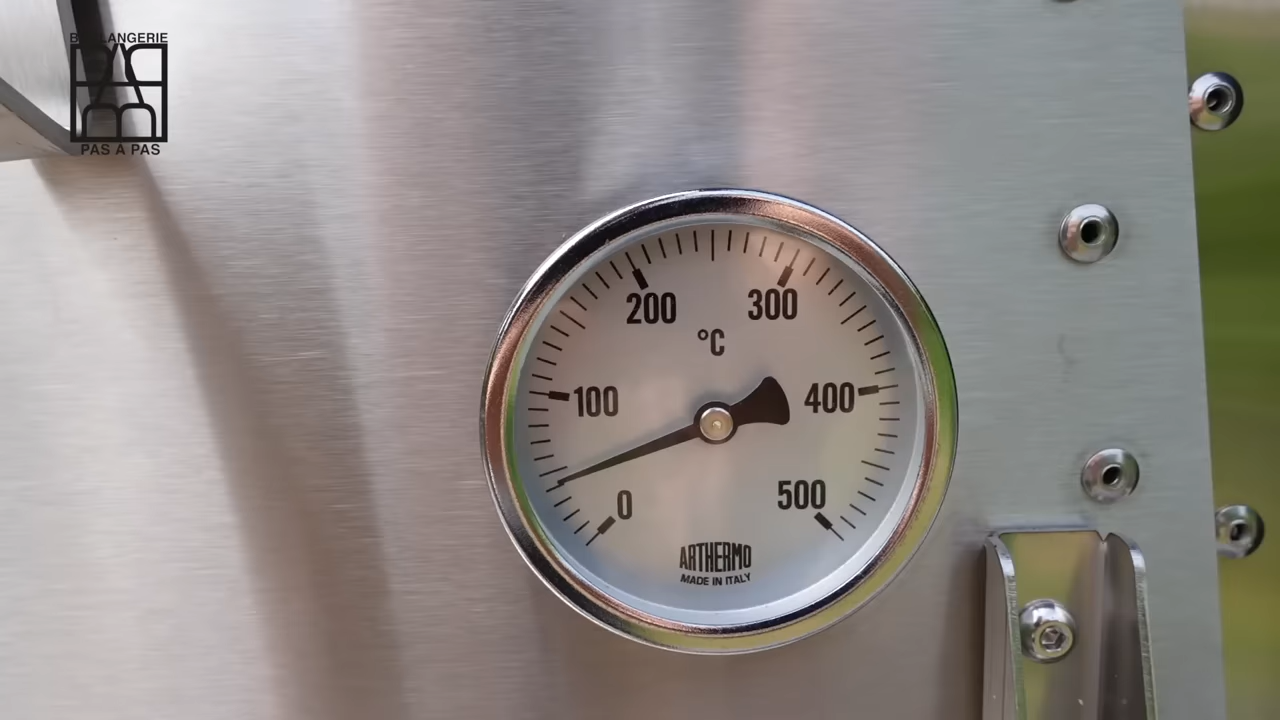 BOULANGERIE
PAS À PAS
200
300
°C
100
400
0
500
ARTHERMO
MADE IN ITALY